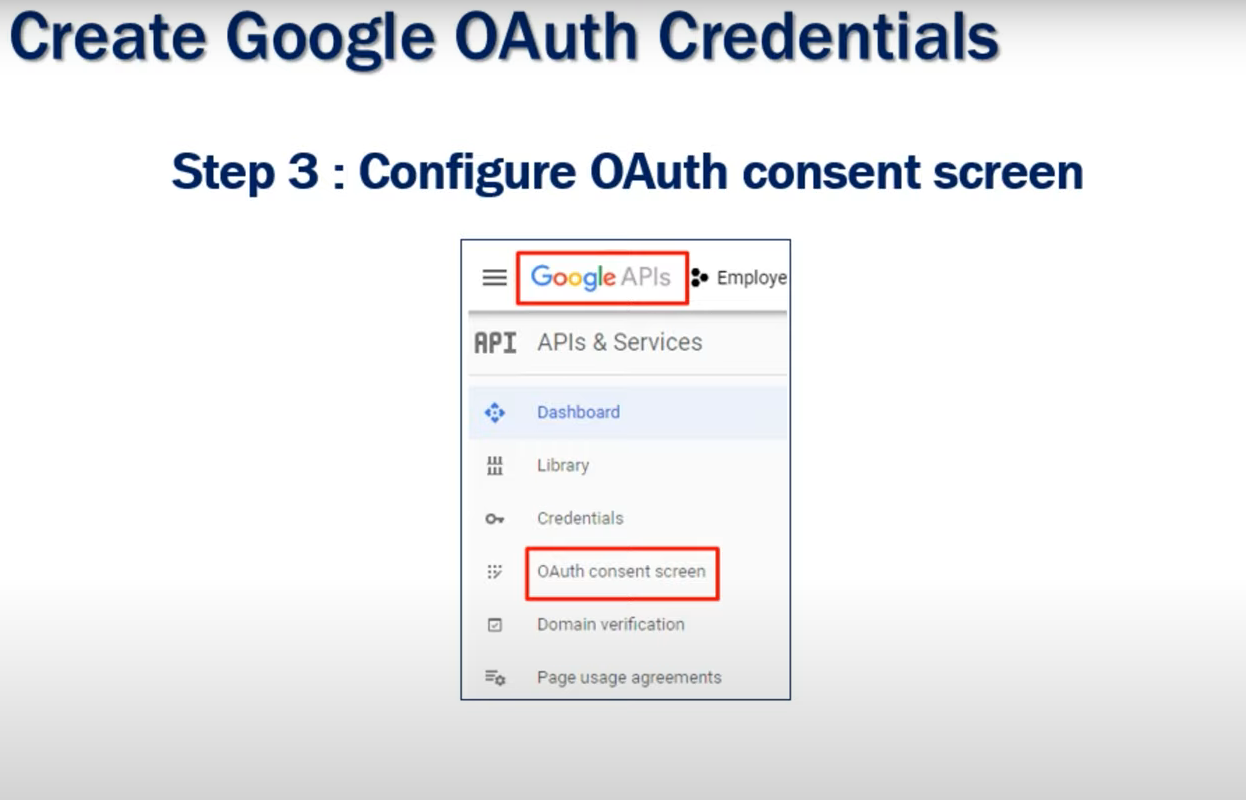 Create Google OAuth Credentials
Step 3 : Configure OAuth consent screen
Google APIs Employe
API APIs & Services
Dashboard
Library
Credentials
OAuth consent screen
Domain verification
Page usage agreements